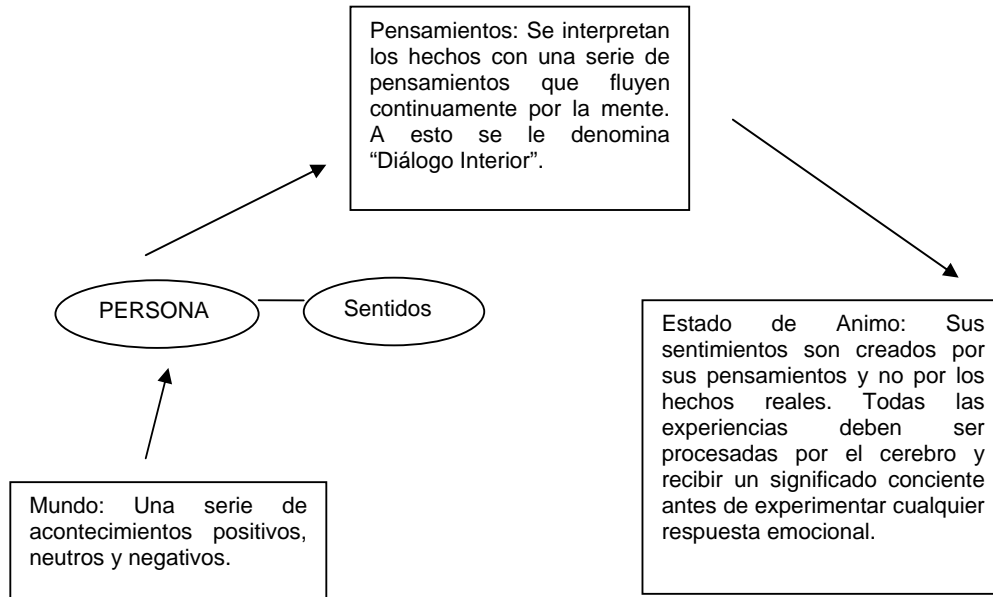 Pensamientos: Se interpretan
los hechos con una serie de
pensamientos que fluyen
continuamente por la mente.
A esto se le denomina
“Diálogo Interior”.
PERSONA
Sentidos
Estado de Animo: Sus
sentimientos son creados por
sus pensamientos y no por los
hechos reales. Todas las
experiencias deben ser
procesadas por el cerebro y
recibir un significado conciente
antes de experimentar cualquier
respuesta emocional.
Mundo: Una serie de
acontecimientos positivos,
neutros y negativos.